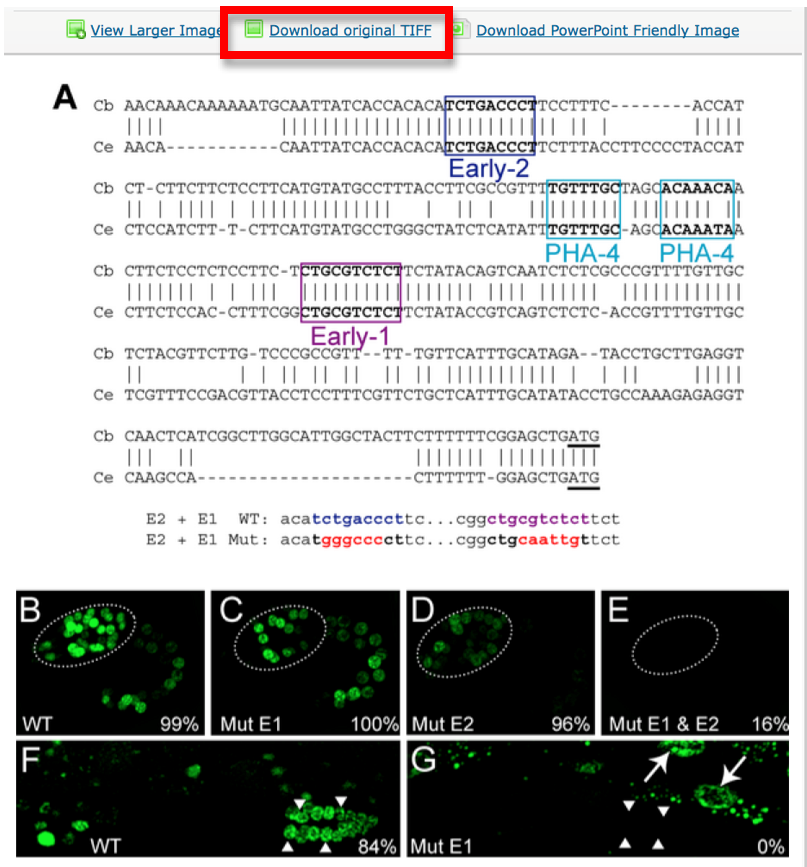 View Larger Image Download original TIFF Download PowerPoint Friendly Image
A
Cb AACAAACAAAAAATGCAATTATCACCACACATCTGACCCTTCCTTTC--------ACCAT
Ce AACA-----------CAATTATCACCACACATCTGACCCTTCTTTACCTTCCCCTACCAT
Early-2
Cb CT-CTTCTTCTCCTTCATGTATGCCTTTACCTTCGCCGTTTTGTTTGCTAGCACAAACAA
Ce CTCCATCTT-T-CTTCATGTATGCCTGGGCTATCTCATATTTGTTTGC-AGCACAAATAA
PHA-4 PHA-4
Cb CTTCTCCTCTCCTTC-TCTGCGTCTCTTCTATACAGTCAATCTCTCGCCCGTTTTGTTGC
Ce CTTCTCCAC-CTTTCGGCTGCGTCTCTTCTATACCGTCAGTCTCTC-ACCGTTTTGTTGC
Early-1
Cb TCTACGTTCTTG-TCCCGCCGTT--TT-TGTTCATTTGCATAGA--TACCTGCTTGAGGT
Ce TCGTTTCCGACGTTACCTCCTTTCGTTCTGCTCATTTGCATATACCTGCCAAAGAGAGGT
Cb CAACTCATCGGCTTGGCATTGGCTACTTCTTTTTTCGGAGCTGATG
Ce CAAGCCA---------------------CTTTTTT-GGAGCTGATG
E2 + E1 WT: acatctgaccctttc...cggctgcgtctcttct
E2 + E1 Mut: acatgggcccctttc...cggctgcaattgttct
B C D E
WT 99% Mut E1 100% Mut E2 96% Mut E1 & E2 16%
F G
WT 84% Mut E1 0%